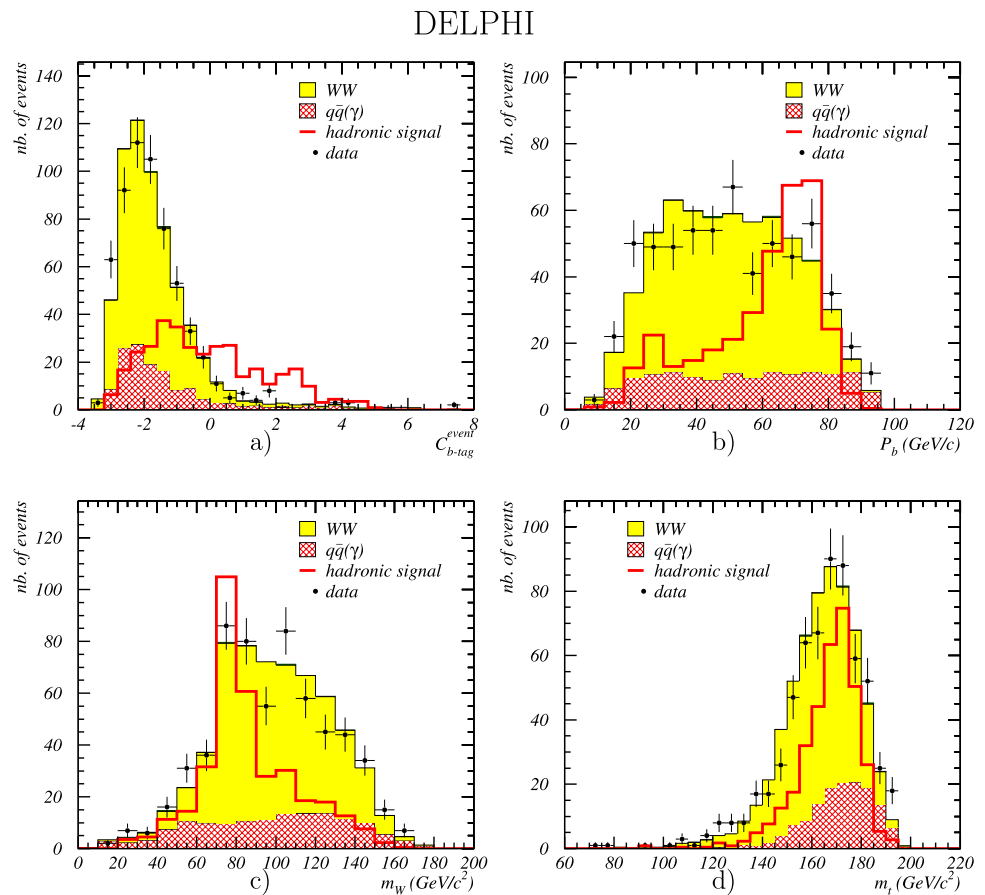 DELPHI
nb. of events
140
120
100
80
60
40
20
0
WW
qq̄(γ)
hadronic signal
data
-4 -2 0 2 4 6 8
a)
C^event_b-tag
nb. of events
100
80
60
40
20
0
WW
qq̄(γ)
hadronic signal
data
0 20 40 60 80 100 120
b)
P_b (GeV/c)
nb. of events
120
100
80
60
40
20
0
WW
qq̄(γ)
hadronic signal
data
0 20 40 60 80 100 120 140 160 180 200
c)
m_W (GeV/c²)
nb. of events
100
80
60
40
20
0
WW
qq̄(γ)
hadronic signal
data
60 80 100 120 140 160 180 200 220
d)
m_t (GeV/c²)